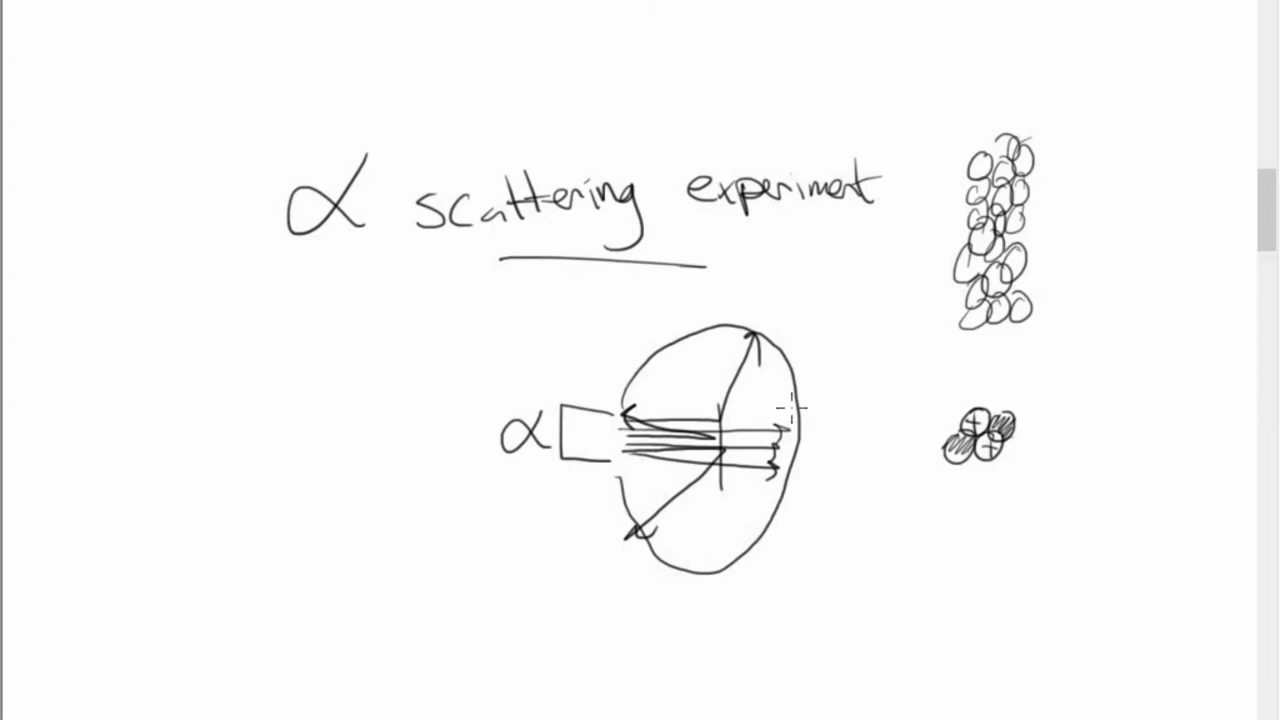 α scattering experiment
α
+
+